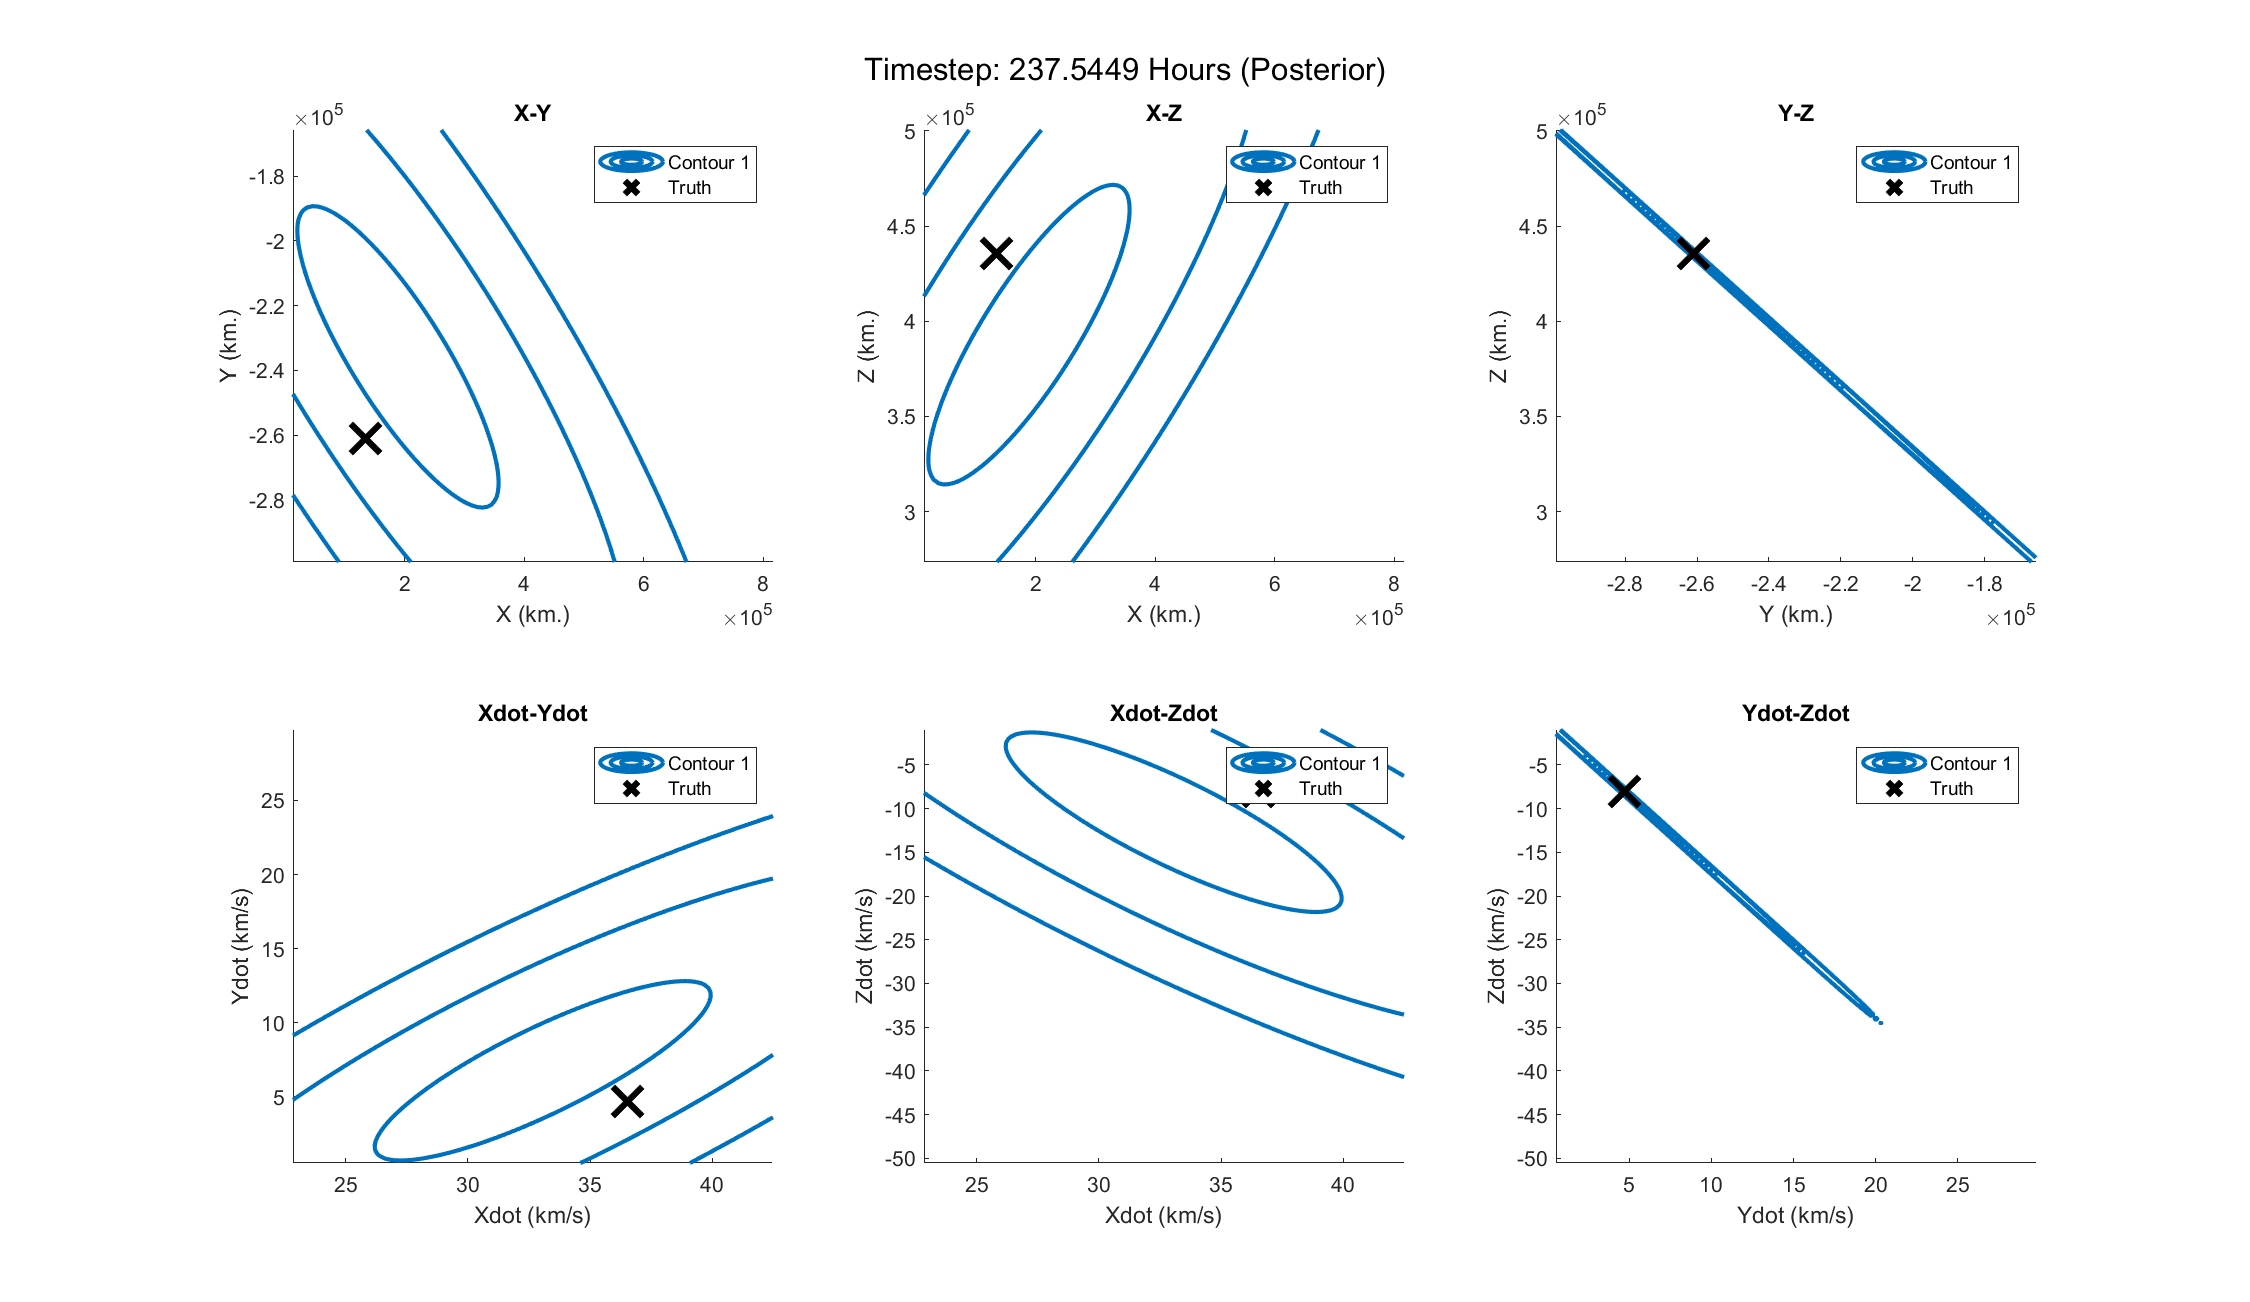 Timestep: 237.5449 Hours (Posterior)
X-Y
×10^5
-1.8
-2
-2.2
-2.4
-2.6
-2.8
Y (km.)
2 4 6 8
X (km.)
×10^5
Contour 1
Truth
X-Z
×10^5
5
4.5
4
3.5
3
Z (km.)
2 4 6 8
X (km.)
×10^5
Contour 1
Truth
Y-Z
×10^5
5
4.5
4
3.5
3
Z (km.)
-2.8 -2.6 -2.4 -2.2 -2 -1.8
Y (km.)
×10^5
Contour 1
Truth
Xdot-Ydot
25
20
15
10
5
Ydot (km/s)
25 30 35 40
Xdot (km/s)
Contour 1
Truth
Xdot-Zdot
-5
-10
-15
-20
-25
-30
-35
-40
-45
-50
Zdot (km/s)
25 30 35 40
Xdot (km/s)
Contour 1
Truth
Ydot-Zdot
-5
-10
-15
-20
-25
-30
-35
-40
-45
-50
Zdot (km/s)
5 10 15 20 25
Ydot (km/s)
Contour 1
Truth